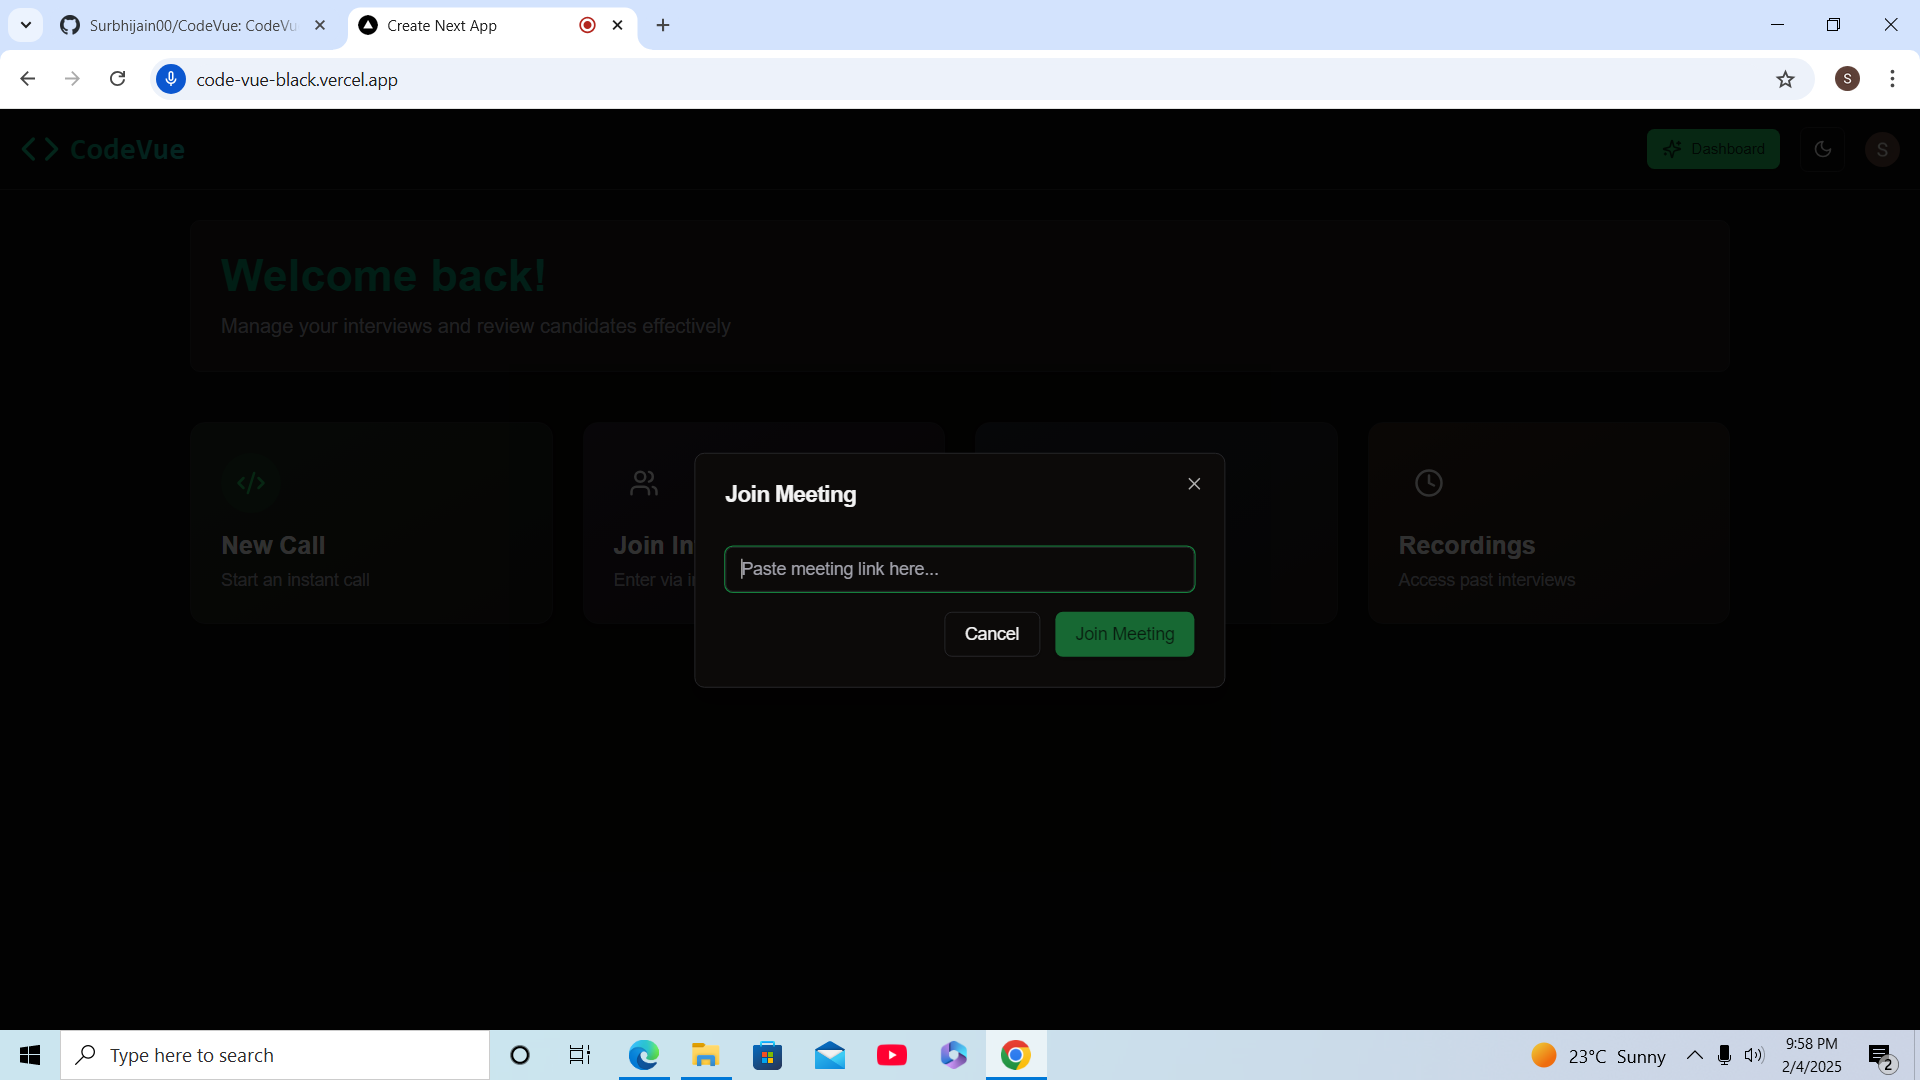 Surbhijain00/CodeVue: CodeVu
Create Next App
code-vue-black.vercel.app
S
CodeVue
Dashboard
S
Welcome back!
Manage your interviews and review candidates effectively
New Call
Start an instant call
Join In
Enter via i
Recordings
Access past interviews
Join Meeting
Paste meeting link here...
Cancel
Join Meeting
Type here to search
23°C Sunny
9:58 PM
2/4/2025
2